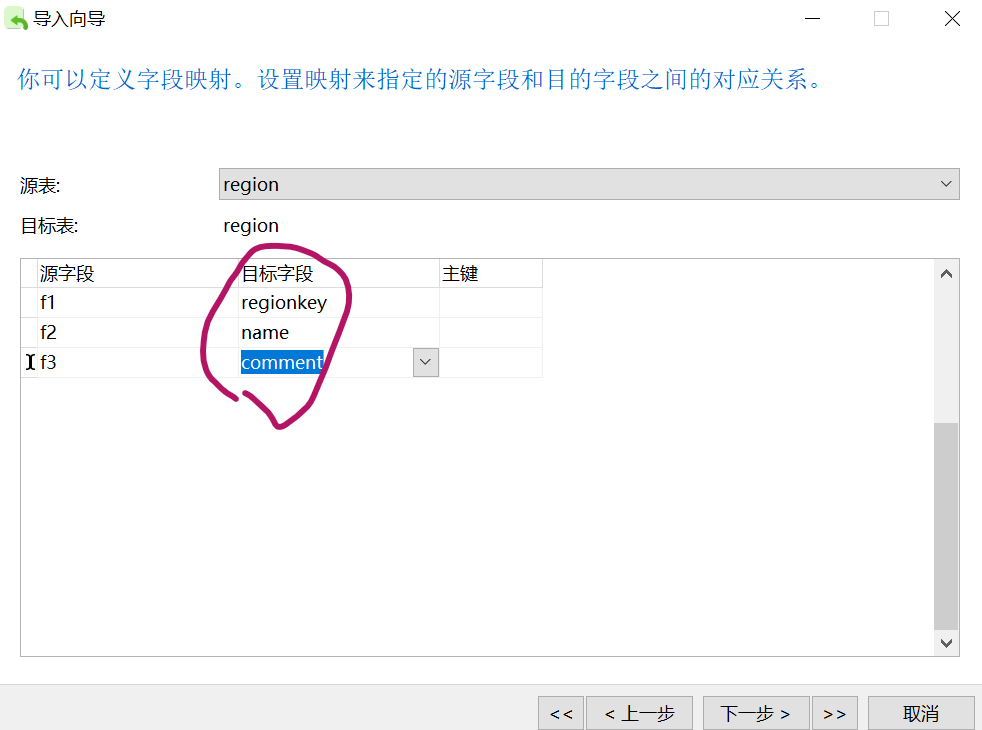 导入向导
你可以定义字段映射。设置映射来指定的源字段和目的字段之间的对应关系。
源表: region
目标表: region
源字段 目标字段 主键
f1 regionkey
f2 name
f3 comment
<< < 上一步 下一步 > >> 取消